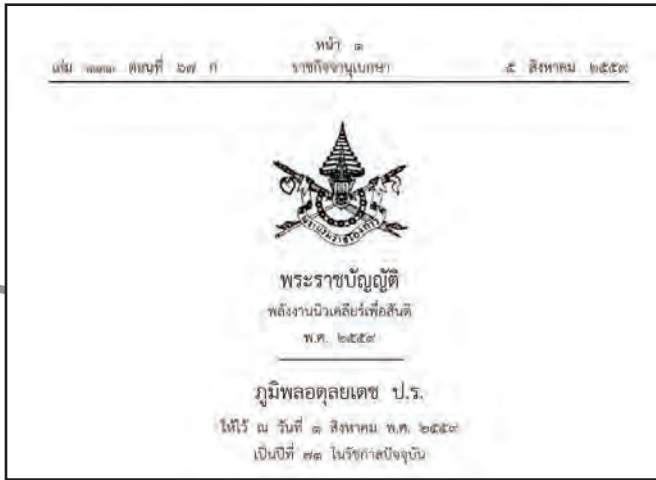 หน้า ๑
เล่ม ๑๓๓ ตอนที่ ๖๗ ก ราชกิจจานุเบกษา ๕ สิงหาคม ๒๕๕๙
พระราชบัญญัติ
พลังงานนิวเคลียร์เพื่อสันติ
พ.ศ. ๒๕๕๙
ภูมิพลอดุลยเดช ป.ร.
ให้ไว้ ณ วันที่ ๑ สิงหาคม พ.ศ. ๒๕๕๙
เป็นปีที่ ๗๑ ในรัชกาลปัจจุบัน